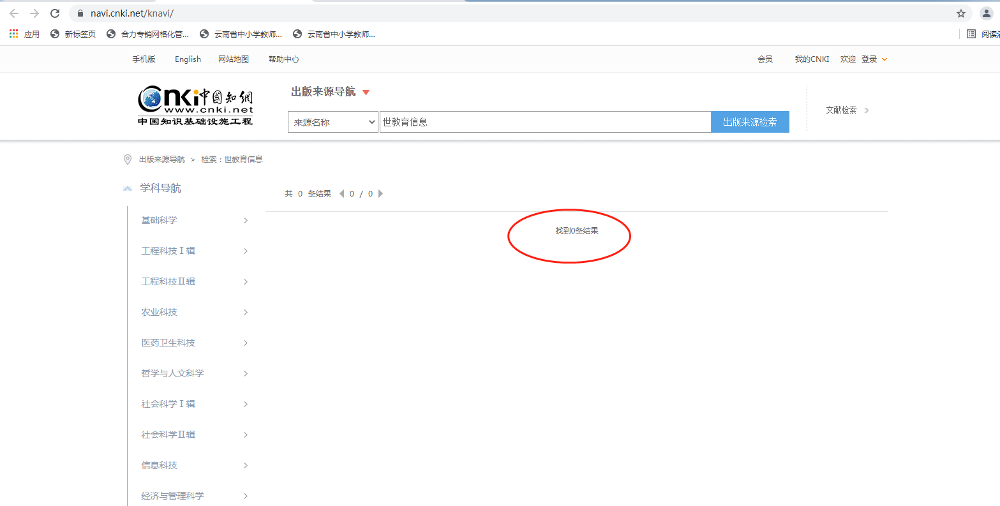 navi.cnki.net/knavi/
应用 新标签页 合力专销网格化管... 云南省中小学教师... 云南省中小学教师... 阅读
手机版 English 网站地图 帮助中心 会员 我的CNKI 欢迎 登录
出版来源导航
cnki中国知網
www.cnki.net
中国知识基础设施工程
来源名称 世教育信息 出版来源检索 文献检索
出版来源导航 > 检索：世教育信息
学科导航
共 0 条结果 0 / 0
基础科学
找到0条结果
工程科技Ⅰ辑
工程科技Ⅱ辑
农业科技
医药卫生科技
哲学与人文科学
社会科学Ⅰ辑
社会科学Ⅱ辑
信息科技
经济与管理科学